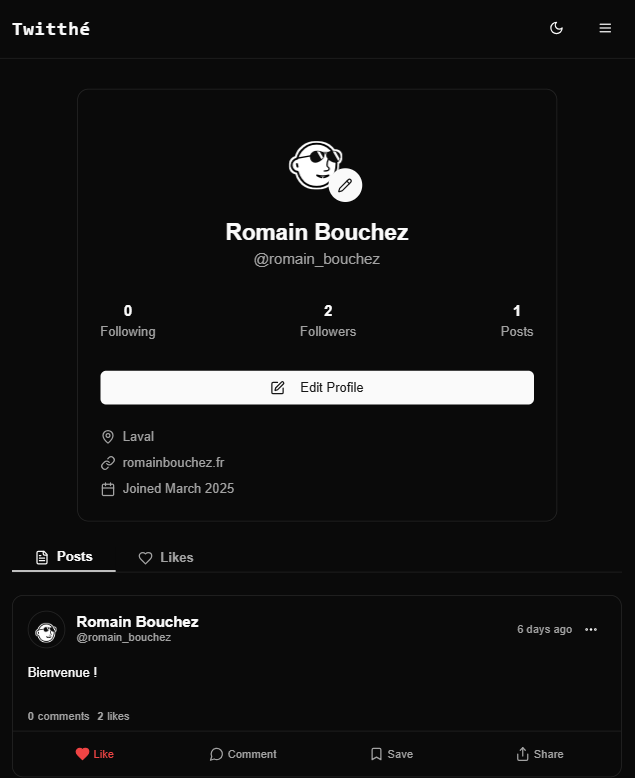 Twitthé
Romain Bouchez
@romain_bouchez
0 2 1
Following Followers Posts
Edit Profile
Laval
romainbouchez.fr
Joined March 2025
Posts Likes
Romain Bouchez 6 days ago
@romain_bouchez
Bienvenue !
0 comments 2 likes
Like Comment Save Share